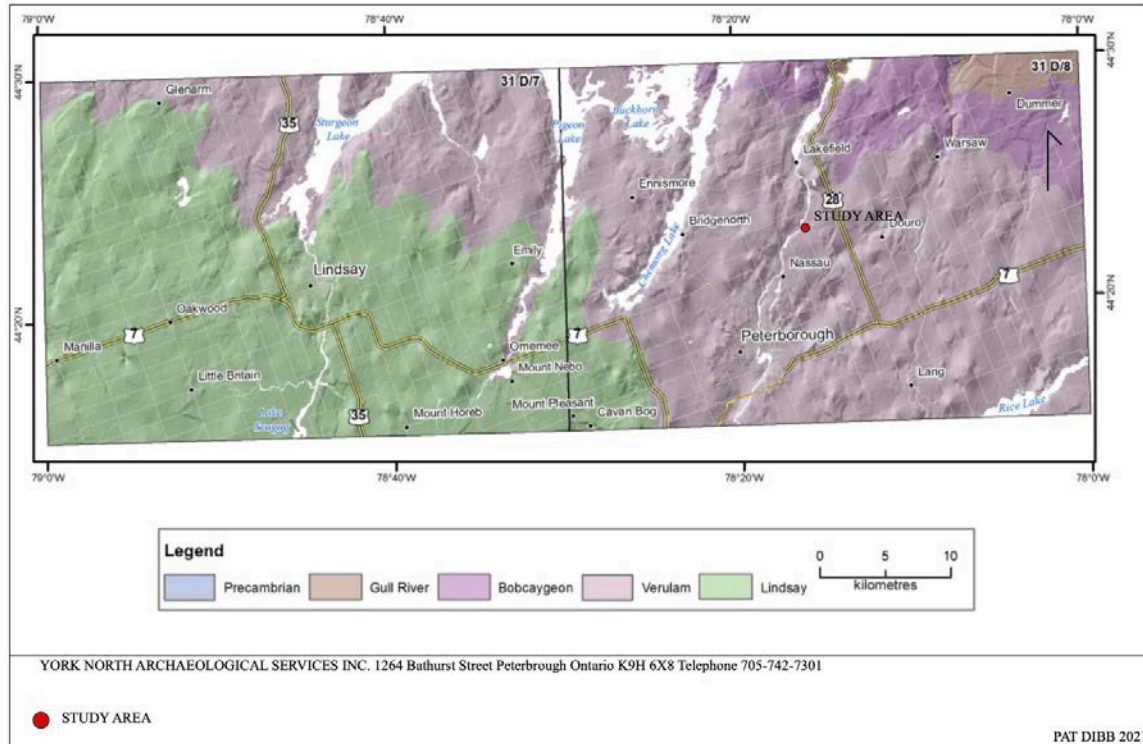 79°0'W 78°40'W 78°20'W 78°0'W
44°30'N
44°30'N
31 D/7
31 D/8
Glenarm
35
Sturgeon
Lake
Pigeon
Lake
Buckhorn
Lake
Dummer
Lakefield
Warsaw
Ennismore
28
STUDY AREA
Bridgenorth
Douro
Chemong Lake
Emily
Lindsay
Nassau
7
44°20'N
44°20'N
Oakwood
7
7
Peterborough
Manilla
Omemee
Mount Nebo
Little Britain
Lang
Mount Pleasant
Rice Lake
Lake
Scugog
35
Mount Horeb
Cavan Bog
79°0'W 78°40'W 78°20'W 78°0'W
Legend
Precambrian Gull River Bobcaygeon Verulam Lindsay
0 5 10
kilometres
YORK NORTH ARCHAEOLOGICAL SERVICES INC. 1264 Bathurst Street Peterbrough Ontario K9H 6X8 Telephone 705-742-7301
STUDY AREA
PAT DIBB 202